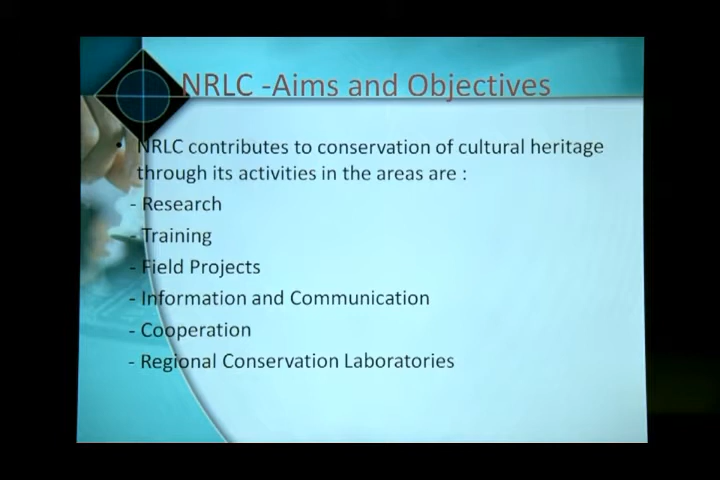 NRLC -Aims and Objectives
• NRLC contributes to conservation of cultural heritage
through its activities in the areas are :
- Research
- Training
- Field Projects
- Information and Communication
- Cooperation
- Regional Conservation Laboratories